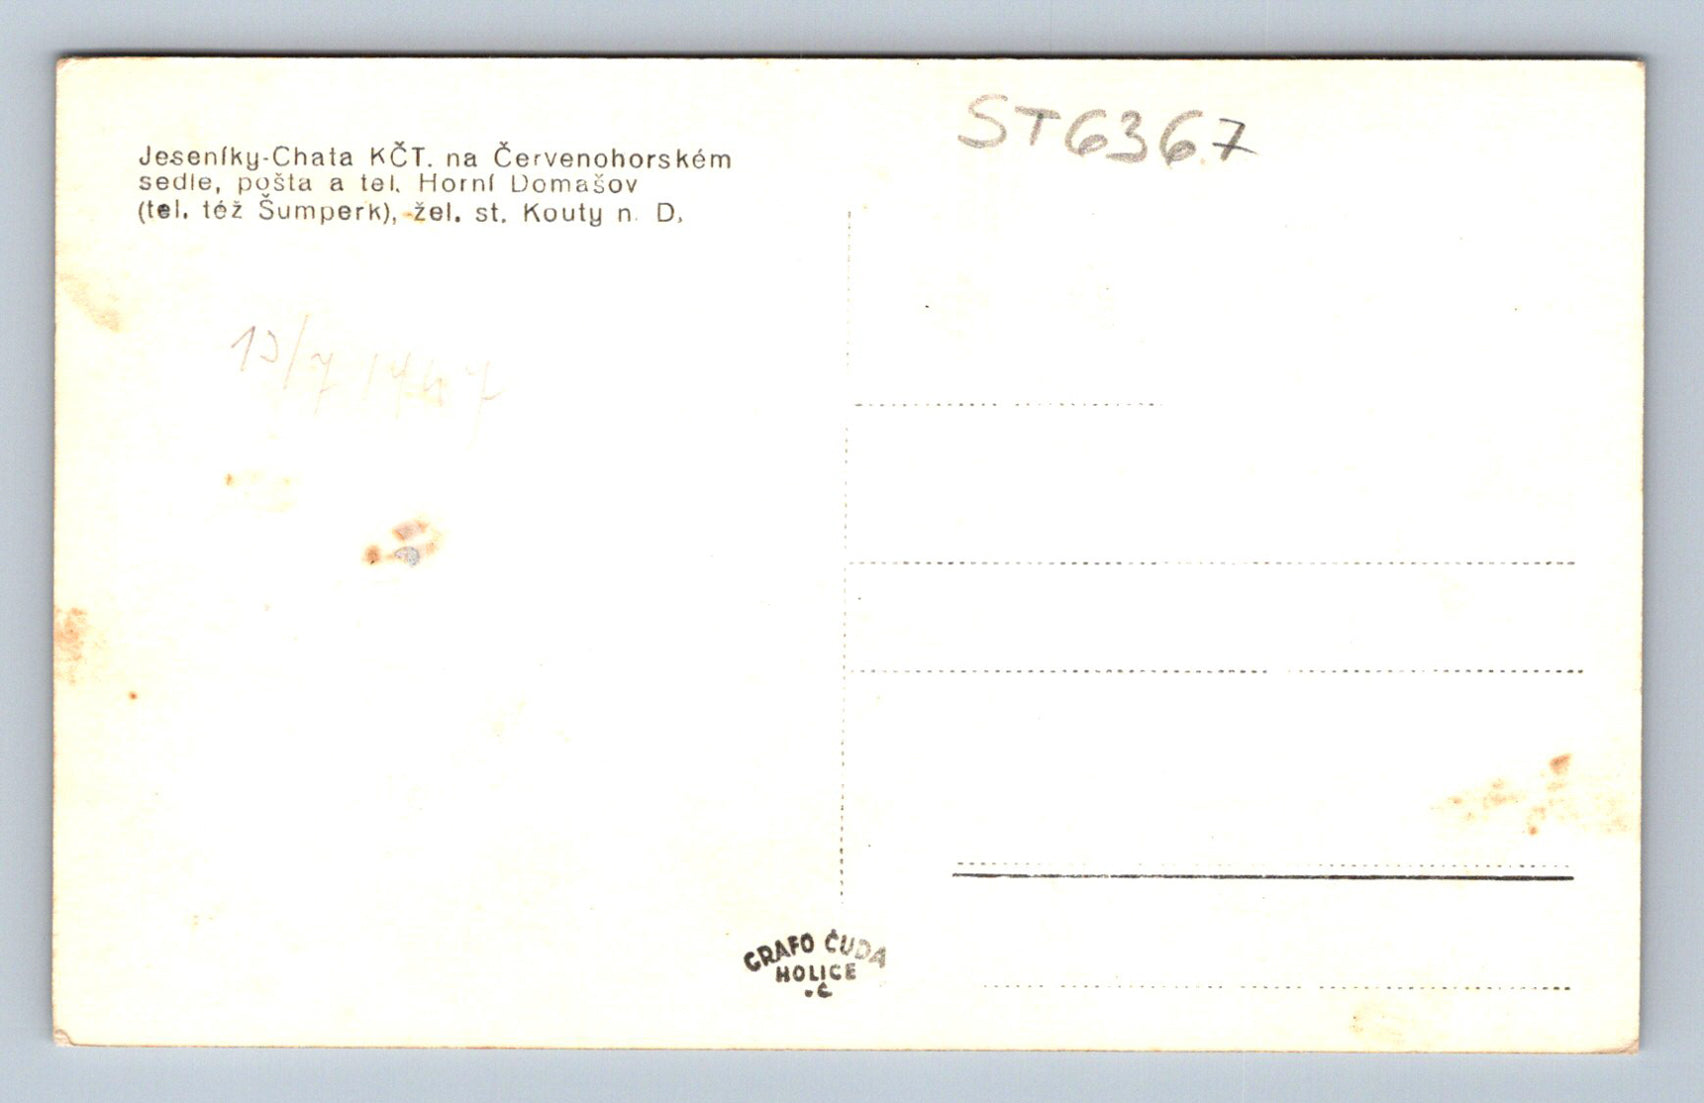 Jeseníky-Chata KČT. na Červenohorském
sedle, pošta a tel. Horní Domašov
(tel. též Šumperk), žel. st. Kouty n. D.
ST6367
GRAFO ČUDA
HOLICE